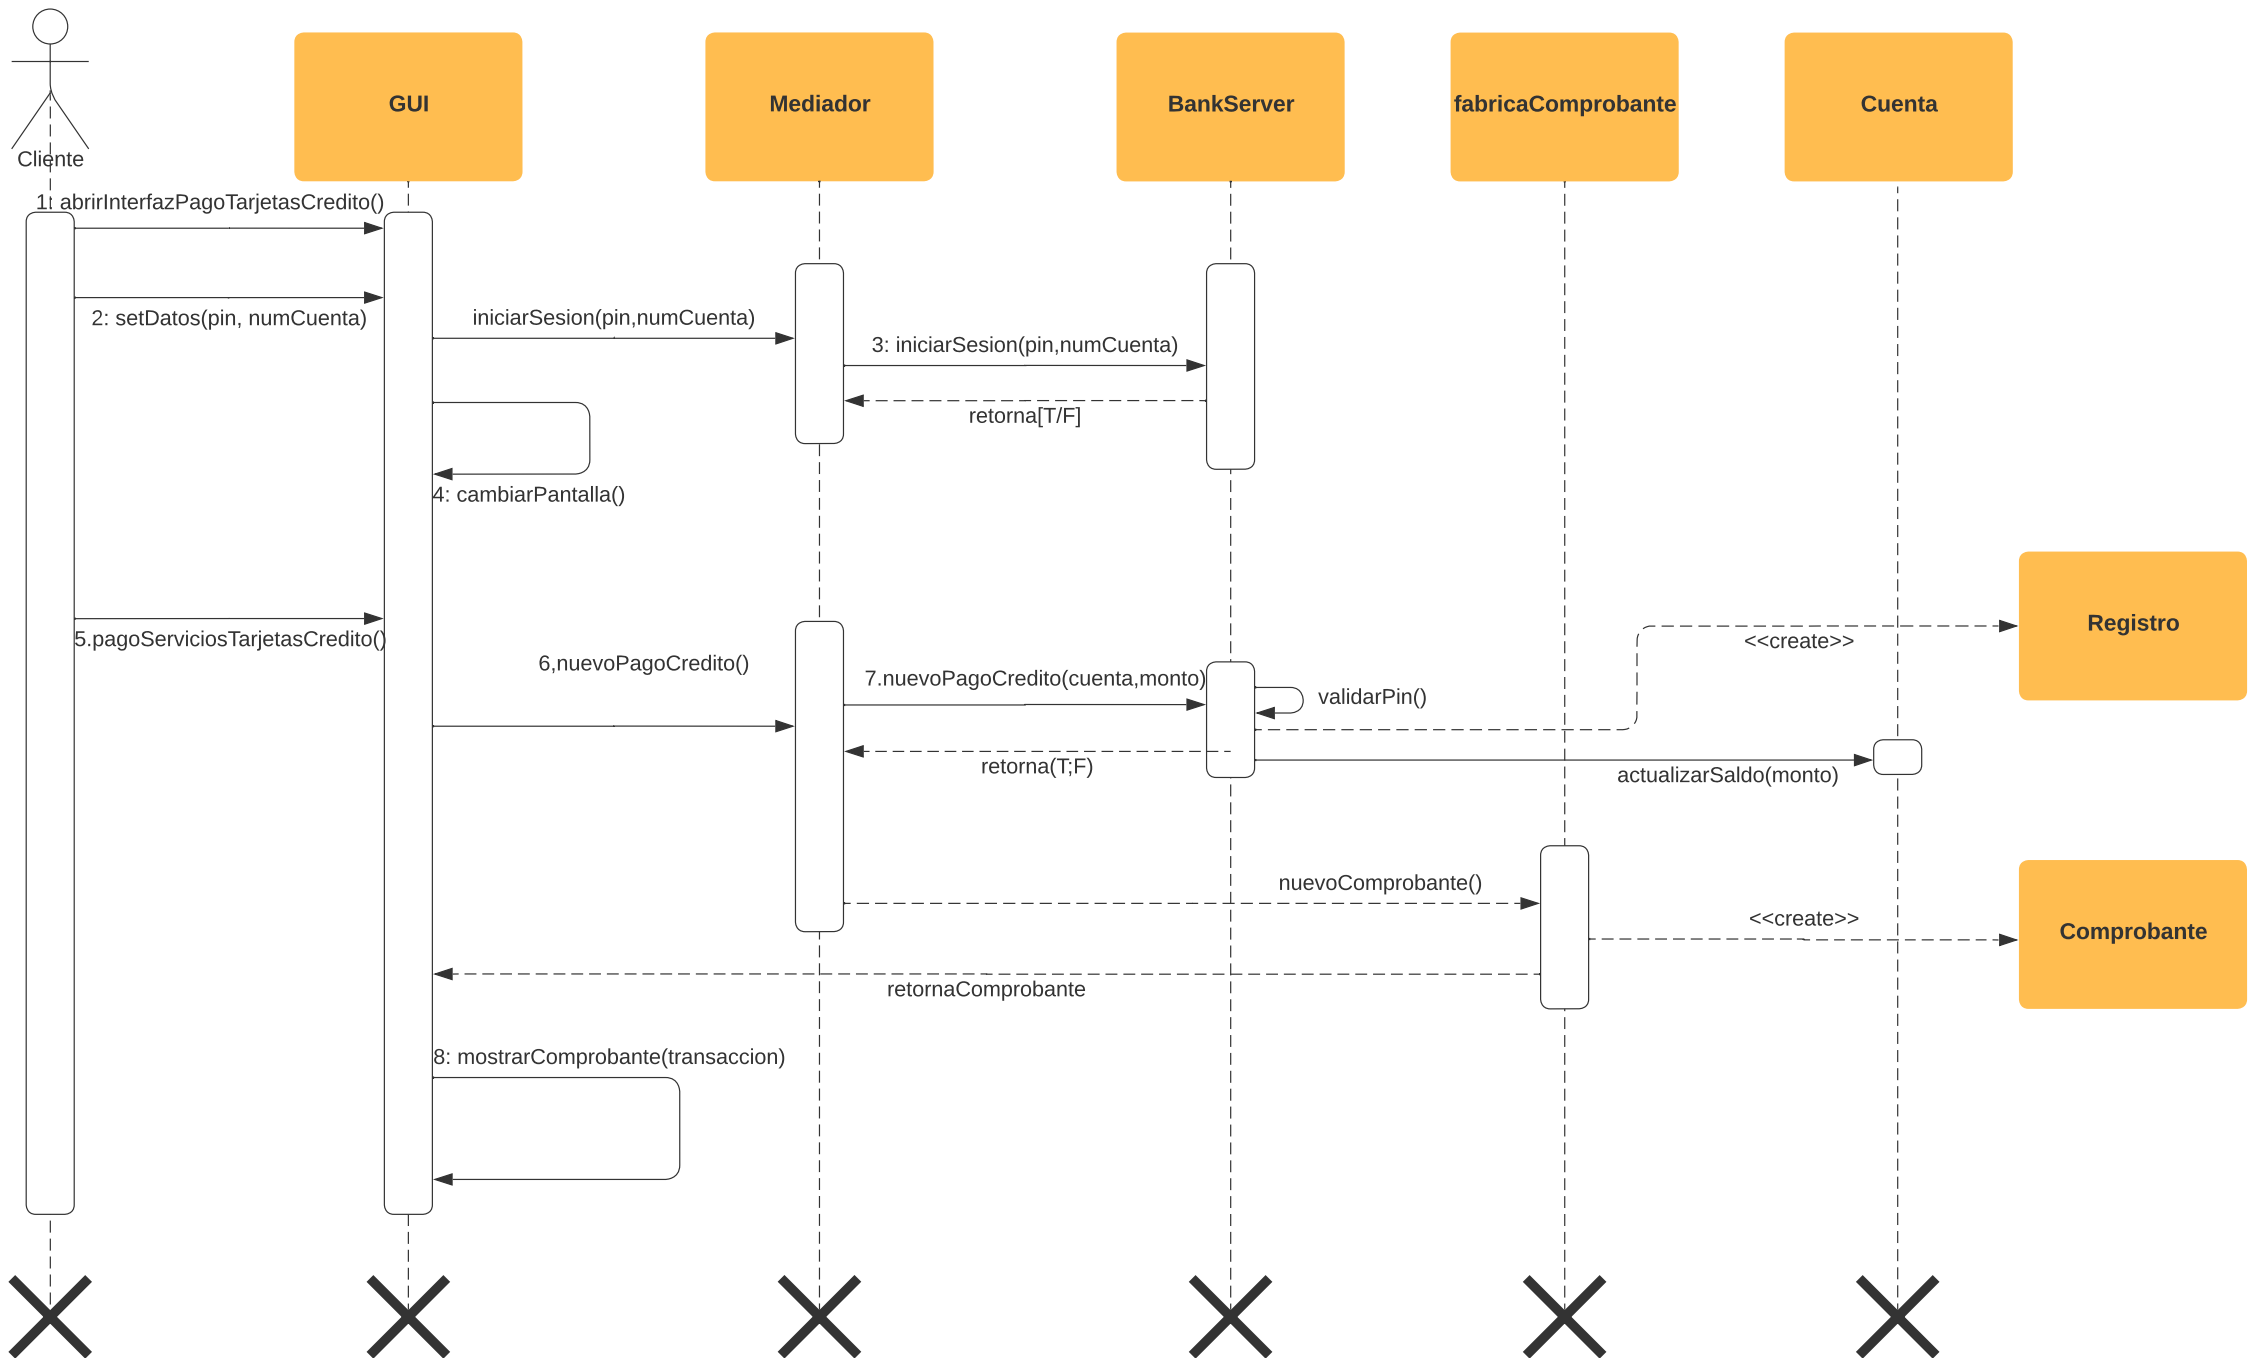 GUI
Mediador
BankServer
fabricaComprobante
Cuenta
Cliente
1: abrirInterfazPagoTarjetasCredito()
2: setDatos(pin, numCuenta)
iniciarSesion(pin,numCuenta)
3: iniciarSesion(pin,numCuenta)
retorna[T/F]
4: cambiarPantalla()
Registro
<<create>>
5.pagoServiciosTarjetasCredito()
6,nuevoPagoCredito()
7.nuevoPagoCredito(cuenta,monto)
validarPin()
retorna(T;F)
actualizarSaldo(monto)
nuevoComprobante()
<<create>>
Comprobante
retornaComprobante
8: mostrarComprobante(transaccion)